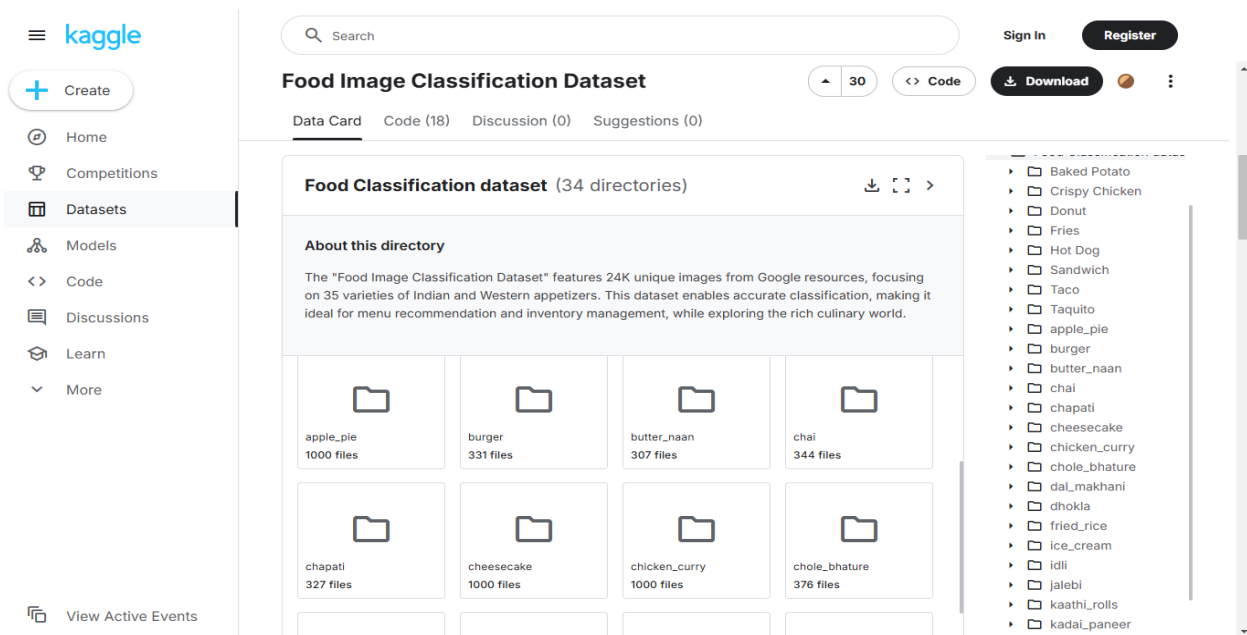 kaggle
Search
Sign In
Register
Create
Home
Competitions
Datasets
Models
Code
Discussions
Learn
More
View Active Events
Food Image Classification Dataset
30
<> Code
Download
Data Card
Code (18)
Discussion (0)
Suggestions (0)
Food Classification dataset (34 directories)
About this directory
The "Food Image Classification Dataset" features 24K unique images from Google resources, focusing
on 35 varieties of Indian and Western appetizers. This dataset enables accurate classification, making it
ideal for menu recommendation and inventory management, while exploring the rich culinary world.
apple_pie
1000 files
burger
331 files
butter_naan
307 files
chai
344 files
chapati
327 files
cheesecake
1000 files
chicken_curry
1000 files
chole_bhature
376 files
Baked Potato
Crispy Chicken
Donut
Fries
Hot Dog
Sandwich
Taco
Taquito
apple_pie
burger
butter_naan
chai
chapati
cheesecake
chicken_curry
chole_bhature
dal_makhani
dhokla
fried_rice
ice_cream
idli
jalebi
kaathi_rolls
kadai_paneer